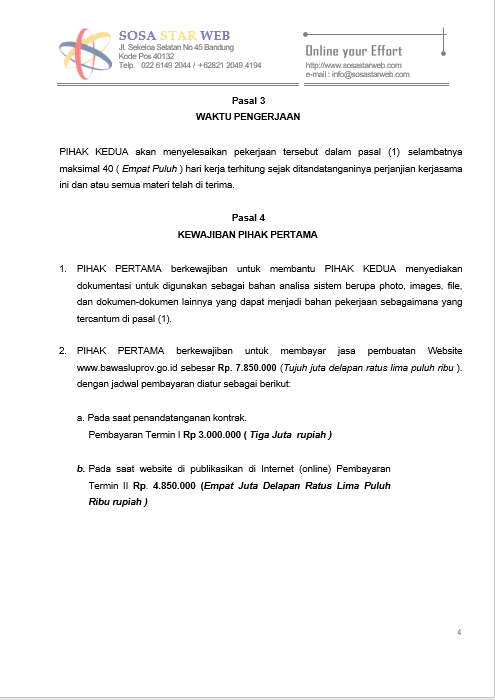 SOSA STAR WEB
Jl. Sekeloa Selatan No 45 Bandung
Kode Pos 40132
Telp. 022 6149 2044 / +62821 2049 4194
Online your Effort
http://www.sosastarweb.com
e-mail : info@sosastarweb.com
Pasal 3
WAKTU PENGERJAAN
PIHAK KEDUA akan menyelesaikan pekerjaan tersebut dalam pasal (1) selambatnya
maksimal 40 ( Empat Puluh ) hari kerja terhitung sejak ditandatanganinya perjanjian kerjasama
ini dan atau semua materi telah di terima.
Pasal 4
KEWAJIBAN PIHAK PERTAMA
1. PIHAK PERTAMA berkewajiban untuk membantu PIHAK KEDUA menyediakan
dokumentasi untuk digunakan sebagai bahan analisa sistem berupa photo, images, file,
dan dokumen-dokumen lainnya yang dapat menjadi bahan pekerjaan sebagaimana yang
tercantum di pasal (1).
2. PIHAK PERTAMA berkewajiban untuk membayar jasa pembuatan Website
www.bawasluprov.go.id sebesar Rp. 7.850.000 (Tujuh juta delapan ratus lima puluh ribu ).
dengan jadwal pembayaran diatur sebagai berikut:
a. Pada saat penandatanganan kontrak.
Pembayaran Termin I Rp 3.000.000 ( Tiga Juta rupiah )
b. Pada saat website di publikasikan di Internet (online) Pembayaran
Termin II Rp. 4.850.000 (Empat Juta Delapan Ratus Lima Puluh
Ribu rupiah )
4